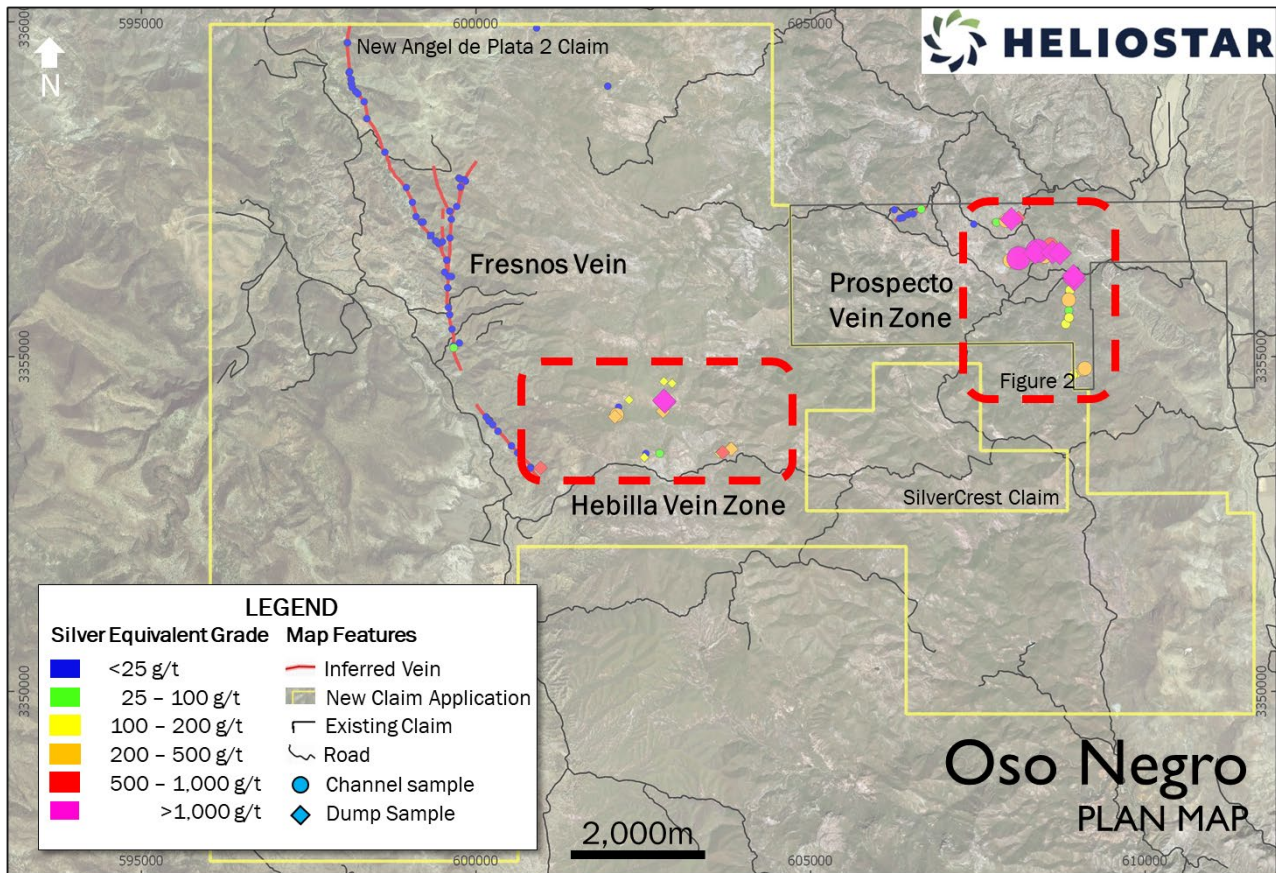 595000
600000
605000
3360000
N
New Angel de Plata 2 Claim
HELIOSTAR
Fresnos Vein
Prospecto
Vein Zone
3355000
3355000
Figure 2
SilverCrest Claim
Hebilla Vein Zone
LEGEND
Silver Equivalent Grade Map Features
<25 g/t
Inferred Vein
25 – 100 g/t
New Claim Application
100 – 200 g/t
Existing Claim
200 – 500 g/t
Road
500 – 1,000 g/t
Channel sample
>1,000 g/t
Dump Sample
3350000
3350000
Oso Negro
PLAN MAP
2,000m
595000
600000
605000
610000